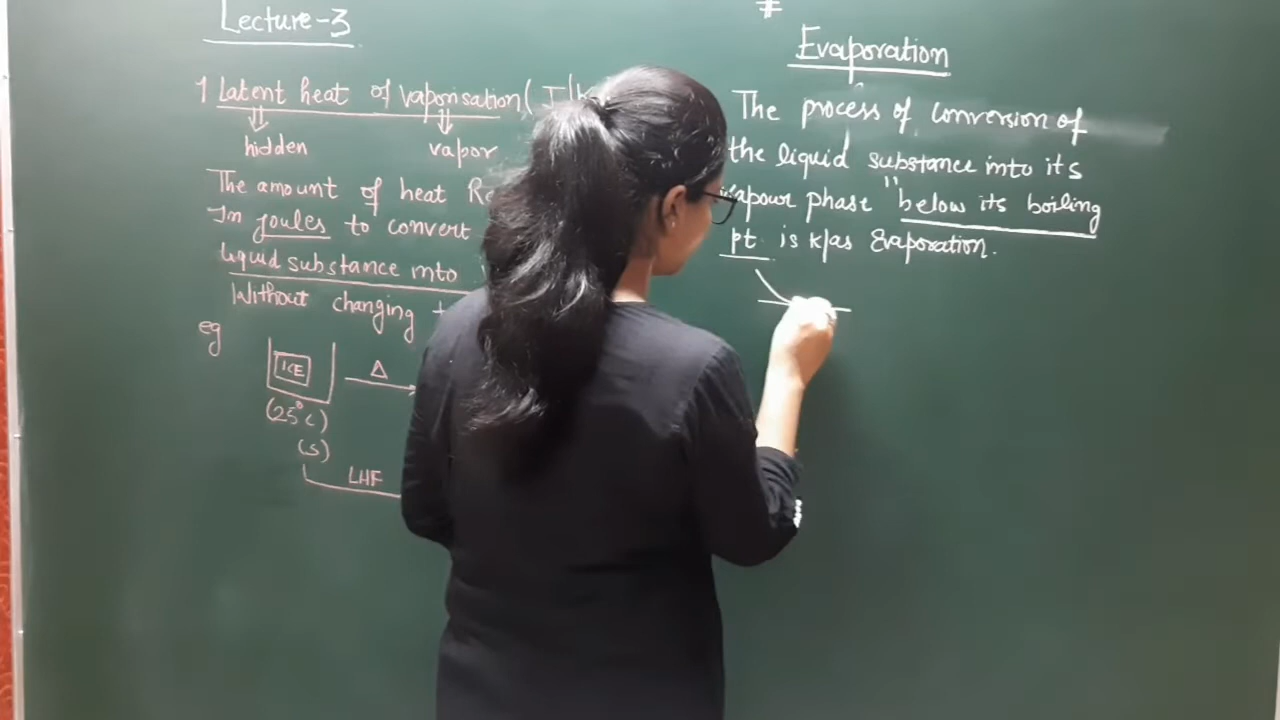 Lecture-3
1 Latent heat of vaporisation (J/k
hidden
vapor
The amount of heat Re
In joules to convert
liquid substance into
Without changing
eg
ICE
Δ
(25°c)
(s)
LHF
#
Evaporation
The process of conversion of
the liquid substance into its
vapour phase "below its boiling
pt is k/as Evaporation.